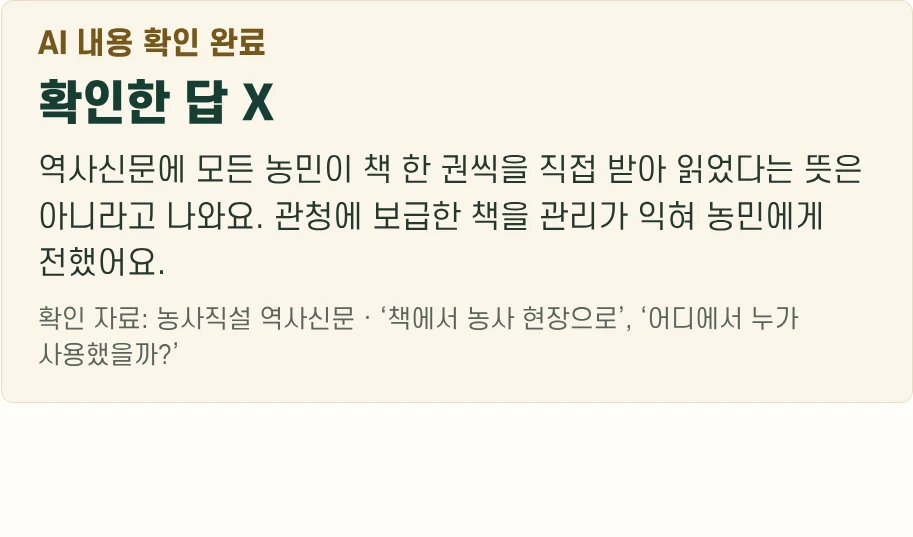 AI 내용 확인 완료
확인한 답 X
역사신문에 모든 농민이 책 한 권씩을 직접 받아 읽었다는 뜻은
아니라고 나와요. 관청에 보급한 책을 관리가 익혀 농민에게
전했어요.
확인 자료: 농사직설 역사신문 · ‘책에서 농사 현장으로’, ‘어디에서 누가
사용했을까?’